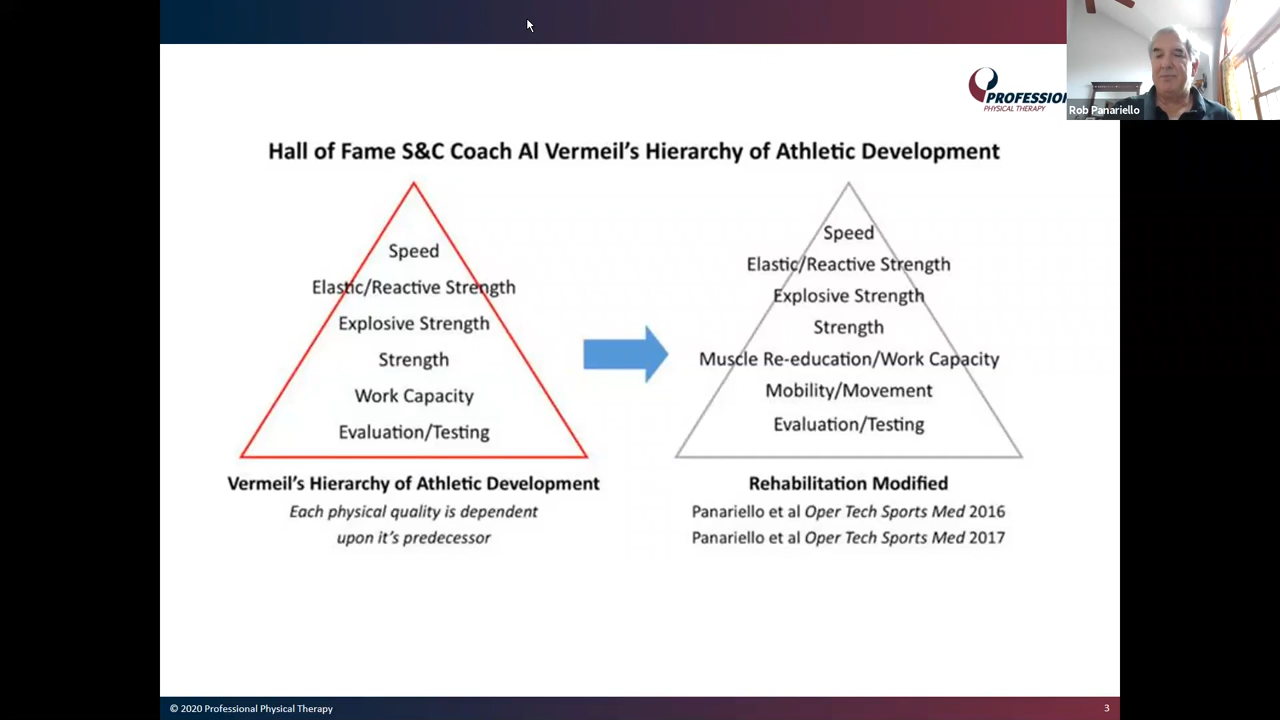 PROFESSION
PHYSICAL THERAPY
Rob Panariello
Hall of Fame S&C Coach Al Vermeil's Hierarchy of Athletic Development
Speed
Elastic/Reactive Strength
Explosive Strength
Strength
Work Capacity
Evaluation/Testing
Vermeil's Hierarchy of Athletic Development
Each physical quality is dependent
upon it's predecessor
Speed
Elastic/Reactive Strength
Explosive Strength
Strength
Muscle Re-education/Work Capacity
Mobility/Movement
Evaluation/Testing
Rehabilitation Modified
Panariello et al Oper Tech Sports Med 2016
Panariello et al Oper Tech Sports Med 2017
© 2020 Professional Physical Therapy
3